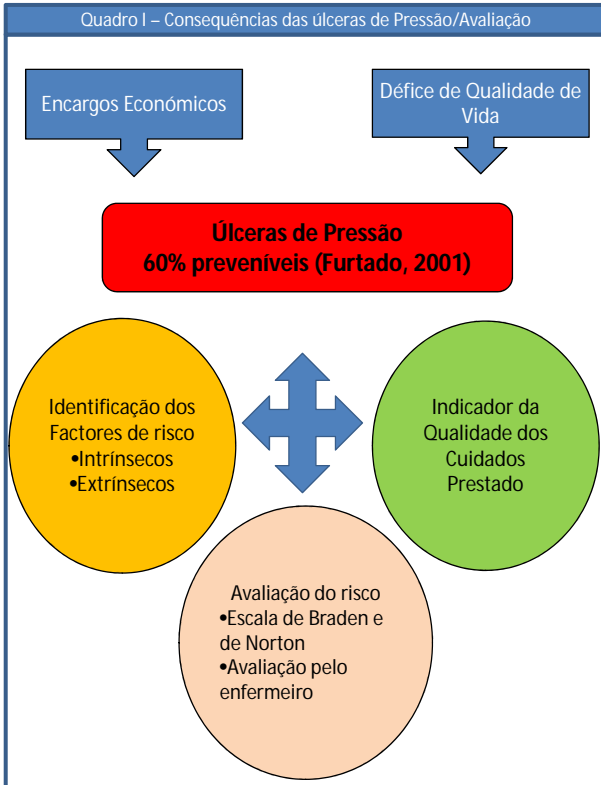 Quadro I – Consequências das úlceras de Pressão/Avaliação
Encargos Económicos
Défice de Qualidade de
Vida
Úlceras de Pressão
60% preveníveis (Furtado, 2001)
Identificação dos
Factores de risco
•Intrínsecos
•Extrínsecos
Indicador da
Qualidade dos
Cuidados
Prestado
Avaliação do risco
•Escala de Braden e
de Norton
•Avaliação pelo
enfermeiro